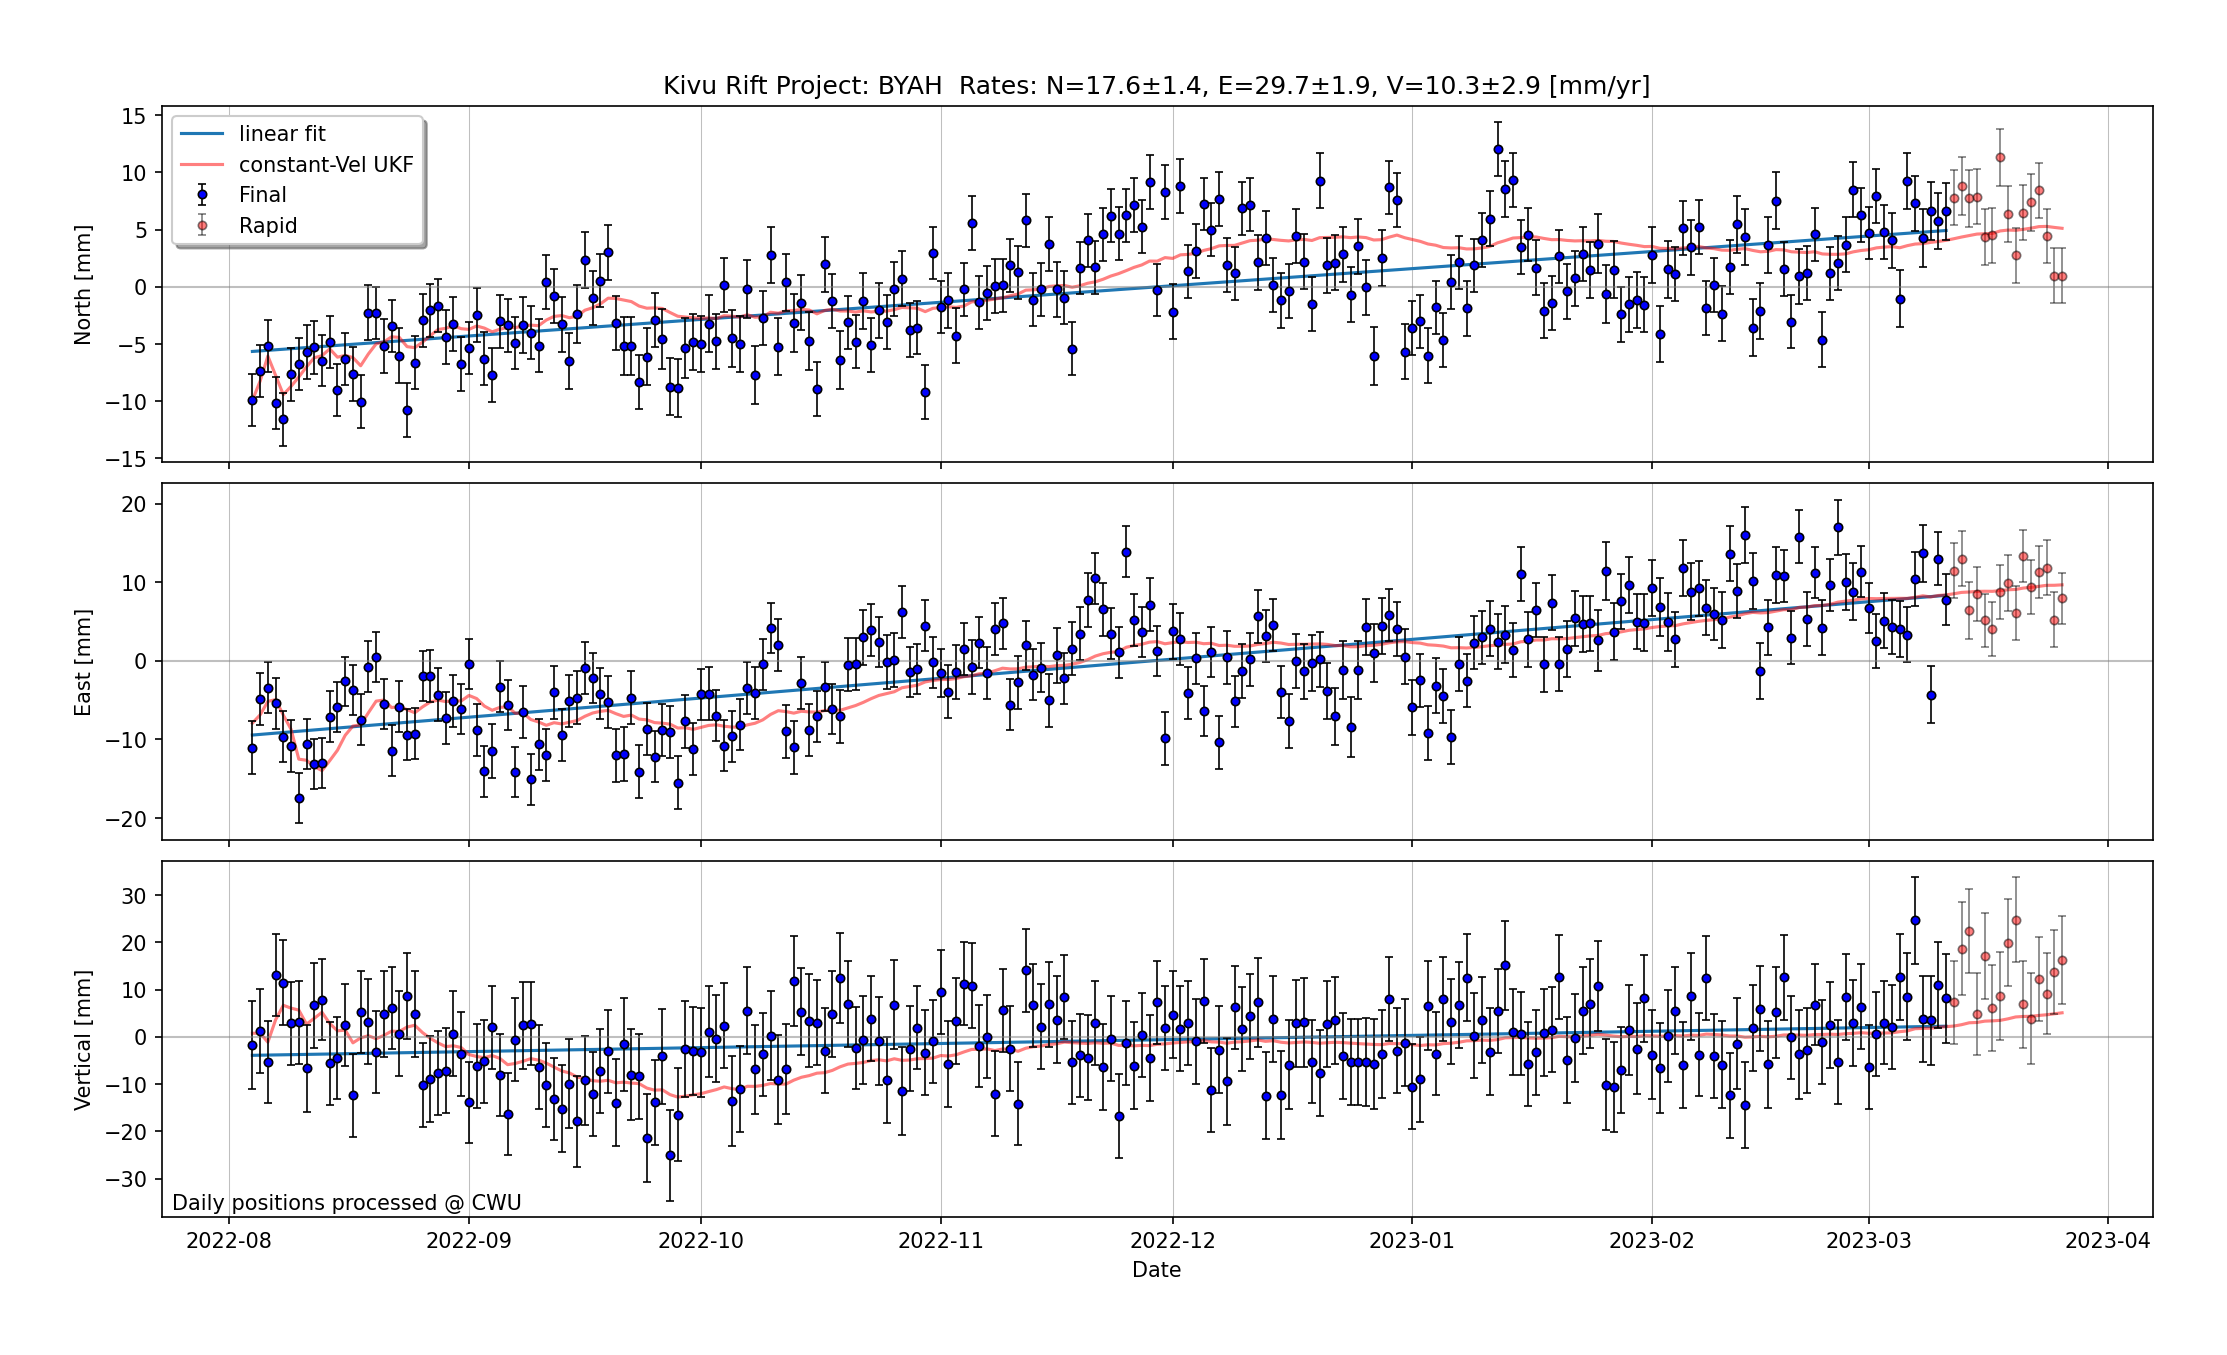 Kivu Rift Project: BYAH  Rates: N=17.6±1.4, E=29.7±1.9, V=10.3±2.9 [mm/yr]
linear fit
constant-Vel UKF
Final
Rapid
North [mm]
15
10
5
0
−5
−10
−15
East [mm]
20
10
0
−10
−20
Vertical [mm]
30
20
10
0
−10
−20
−30
Daily positions processed @ CWU
2022-08 2022-09 2022-10 2022-11 2022-12 2023-01 2023-02 2023-03 2023-04
Date